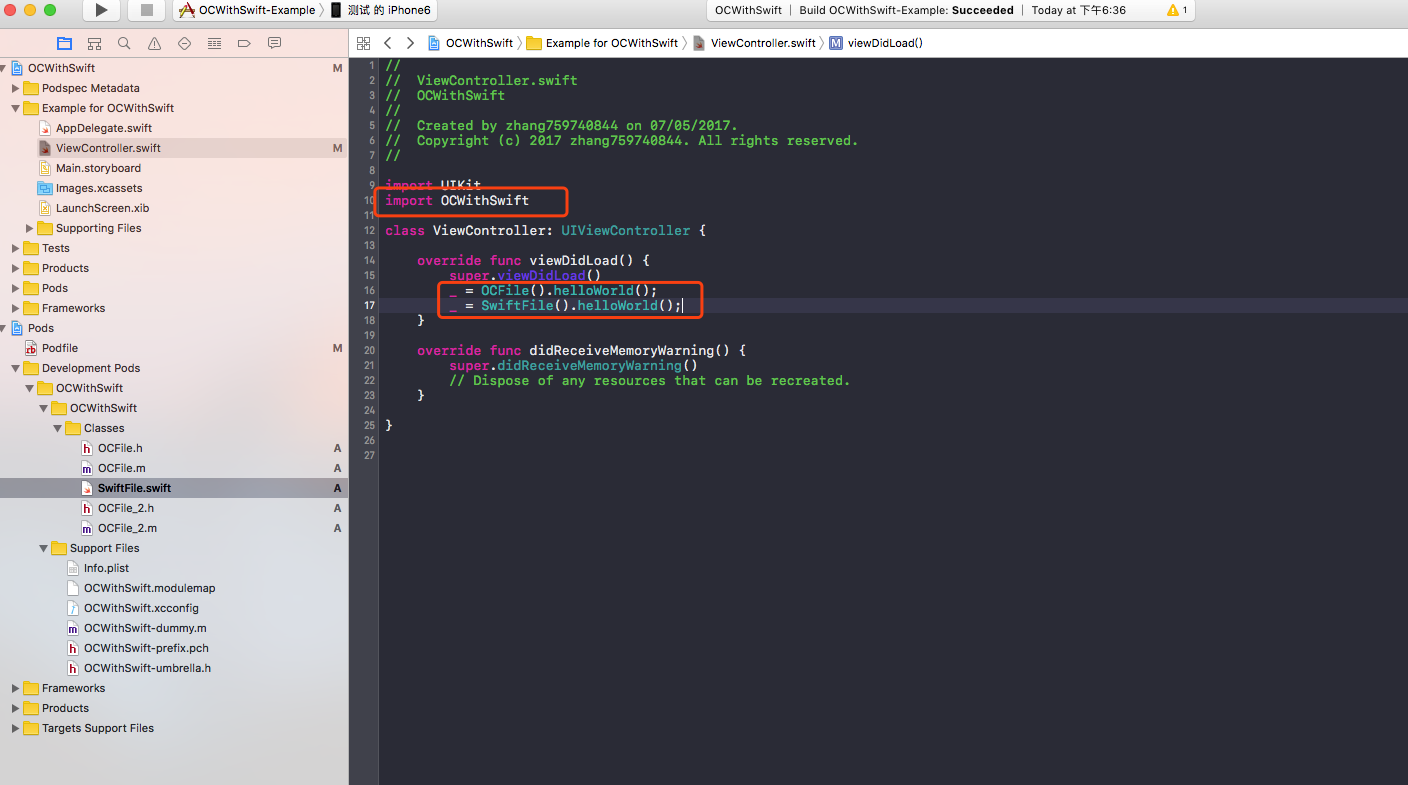 OCWithSwift-Example 〉 测试 的 iPhone6
OCWithSwift | Build OCWithSwift-Example: Succeeded | Today at 下午6:36
1
OCWithSwift M
Podspec Metadata
Example for OCWithSwift
AppDelegate.swift
ViewController.swift M
Main.storyboard
Images.xcassets
LaunchScreen.xib
Supporting Files
Tests
Products
Pods
Frameworks
Pods
Podfile M
Development Pods
OCWithSwift
OCWithSwift
Classes
OCFile.h A
OCFile.m A
SwiftFile.swift A
OCFile_2.h A
OCFile_2.m A
Support Files
Info.plist
OCWithSwift.modulemap
OCWithSwift.xcconfig
OCWithSwift-dummy.m
OCWithSwift-prefix.pch
OCWithSwift-umbrella.h
Frameworks
Products
Targets Support Files
OCWithSwift 〉 Example for OCWithSwift 〉 ViewController.swift 〉 M viewDidLoad()
1 //
2 //  ViewController.swift
3 //  OCWithSwift
4 //
5 //  Created by zhang759740844 on 07/05/2017.
6 //  Copyright (c) 2017 zhang759740844. All rights reserved.
7 //
8
9 import UIKit
10 import OCWithSwift
11
12 class ViewController: UIViewController {
13
14     override func viewDidLoad() {
15         super.viewDidLoad()
16         _ = OCFile().helloWorld();
17         _ = SwiftFile().helloWorld();
18     }
19
20     override func didReceiveMemoryWarning() {
21         super.didReceiveMemoryWarning()
22         // Dispose of any resources that can be recreated.
23     }
24
25 }
26
27